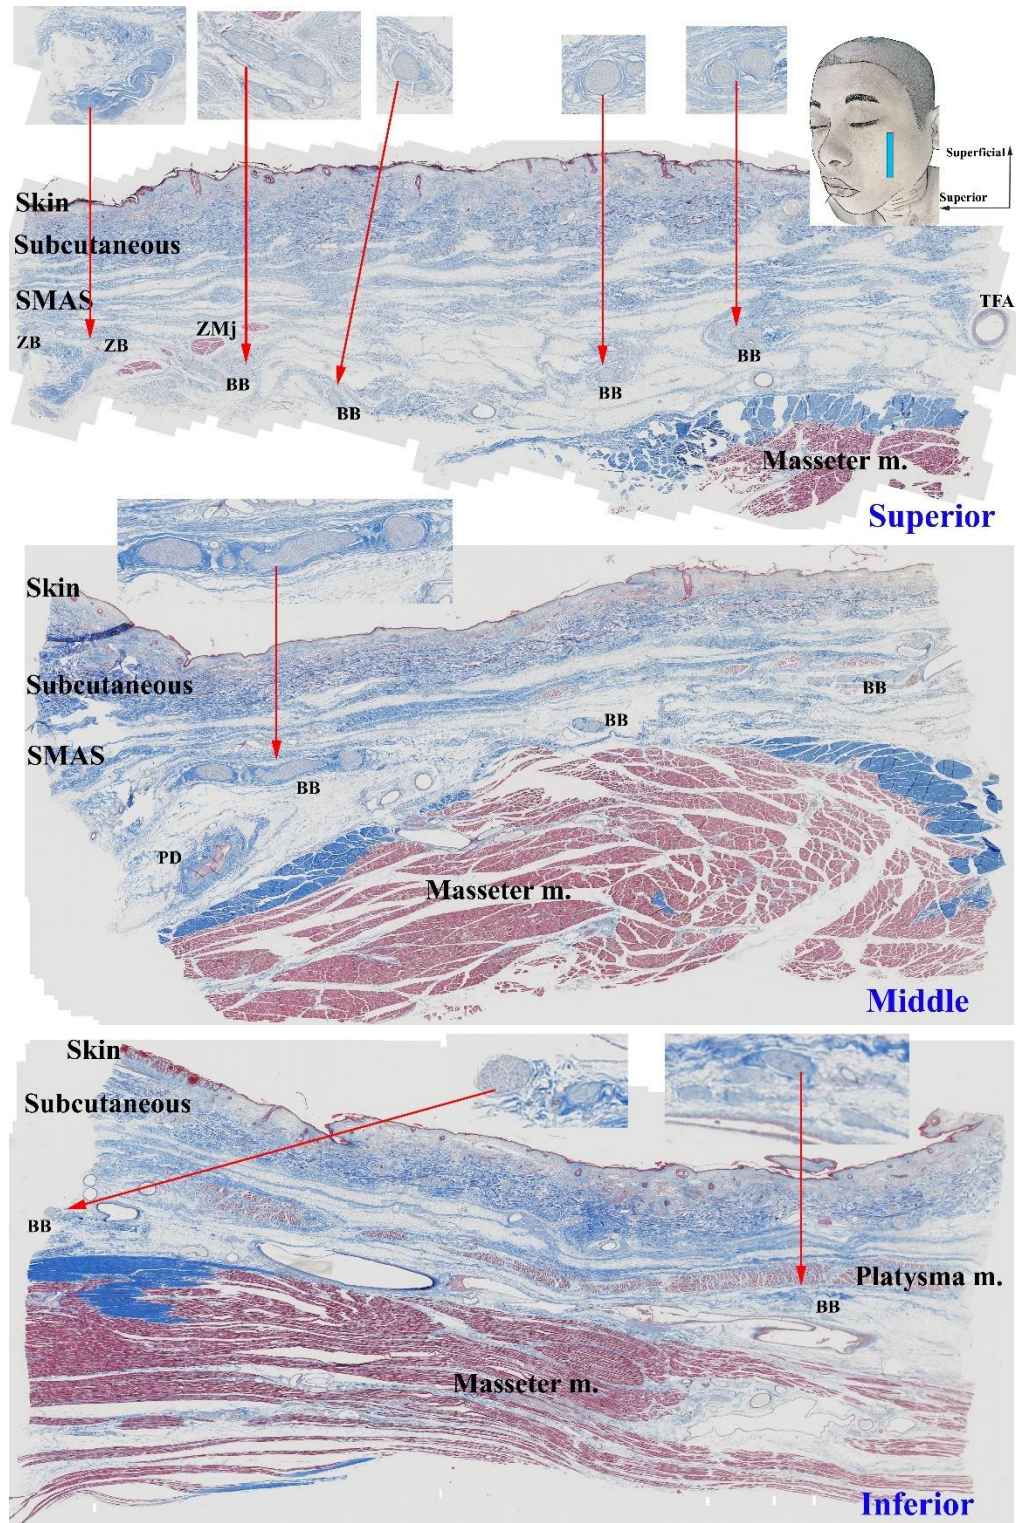 Superficial
Superior
Skin
Subcutaneous
SMAS
TFA
ZB
ZB
ZMj
BB
BB
BB
BB
Masseter m.
Superior
Skin
Subcutaneous
BB
BB
SMAS
BB
PD
Masseter m.
Middle
Skin
Subcutaneous
BB
Platysma m.
BB
Masseter m.
Inferior